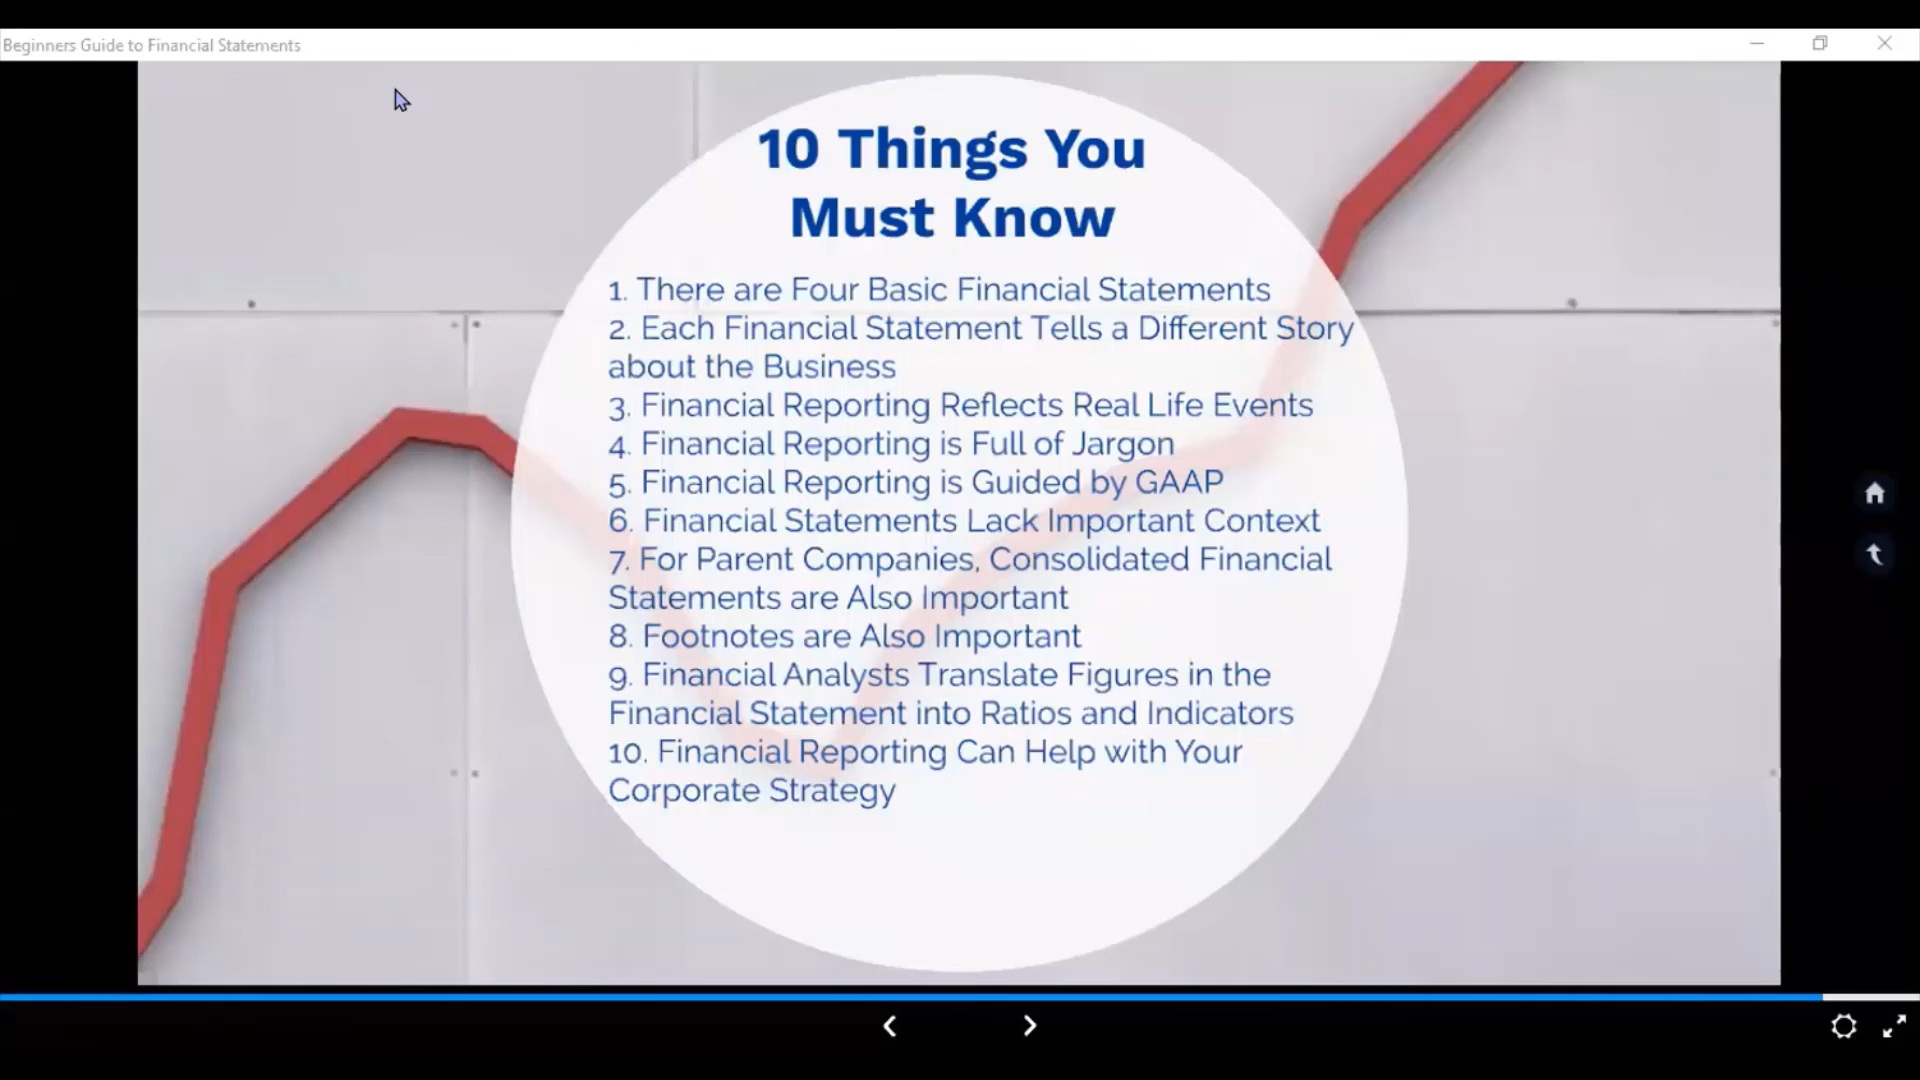 Beginners Guide to Financial Statements
10 Things You
Must Know
1. There are Four Basic Financial Statements
2. Each Financial Statement Tells a Different Story
about the Business
3. Financial Reporting Reflects Real Life Events
4. Financial Reporting is Full of Jargon
5. Financial Reporting is Guided by GAAP
6. Financial Statements Lack Important Context
7. For Parent Companies, Consolidated Financial
Statements are Also Important
8. Footnotes are Also Important
9. Financial Analysts Translate Figures in the
Financial Statement into Ratios and Indicators
10. Financial Reporting Can Help with Your
Corporate Strategy